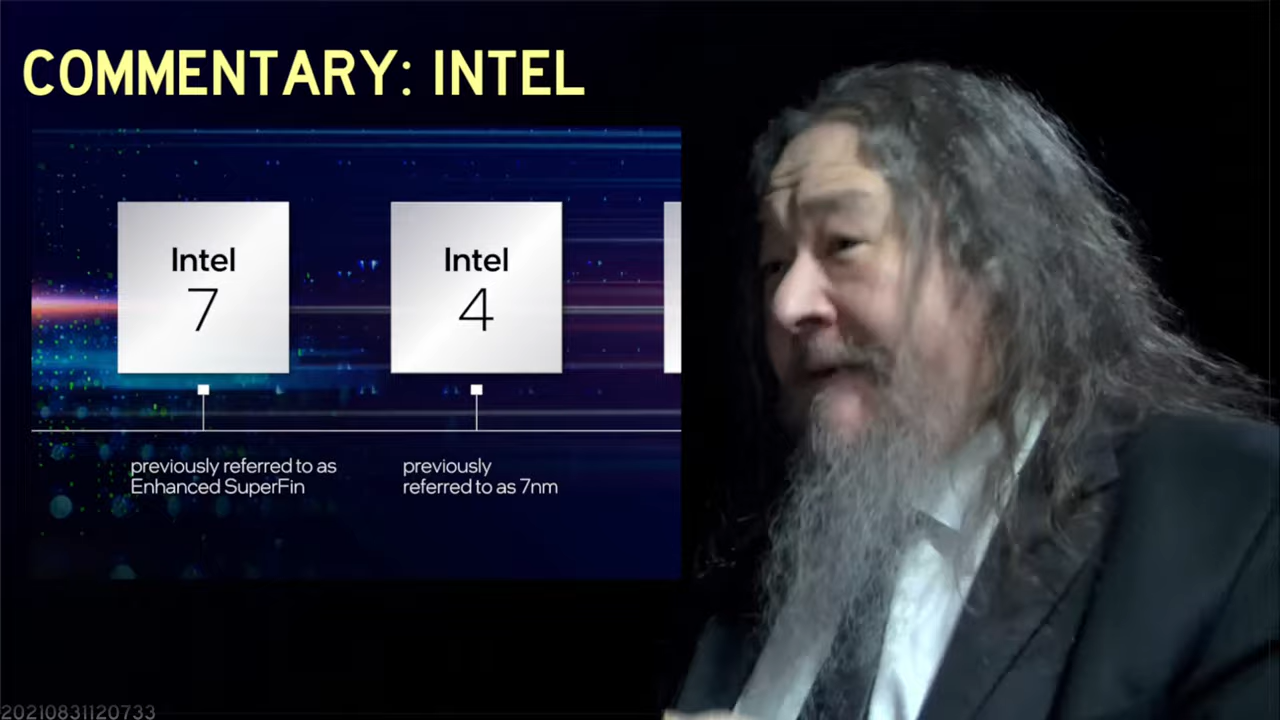 COMMENTARY: INTEL
Intel
7
Intel
4
previously referred to as
Enhanced SuperFin
previously
referred to as 7nm
20210831120733